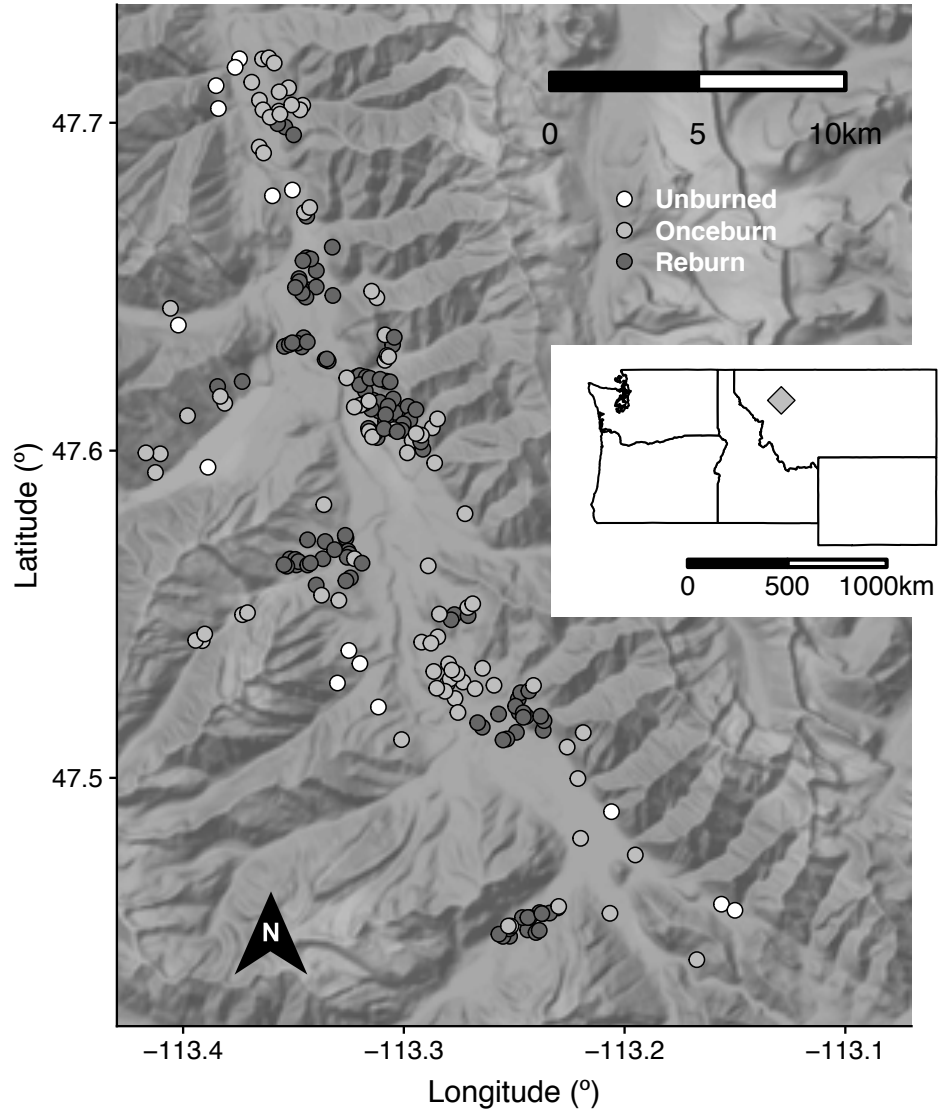 47.7
47.6
47.5
Latitude (º)
0 5 10km
Unburned
Onceburn
Reburn
0 500 1000km
N
−113.4 −113.3 −113.2 −113.1
Longitude (º)